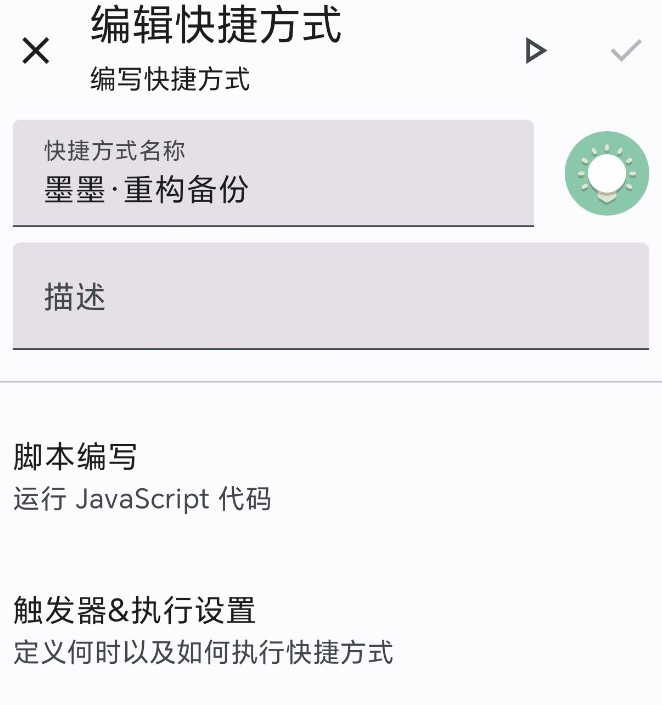 编辑快捷方式
编写快捷方式
快捷方式名称
墨墨·重构备份
描述
脚本编写
运行 JavaScript 代码
触发器&执行设置
定义何时以及如何执行快捷方式